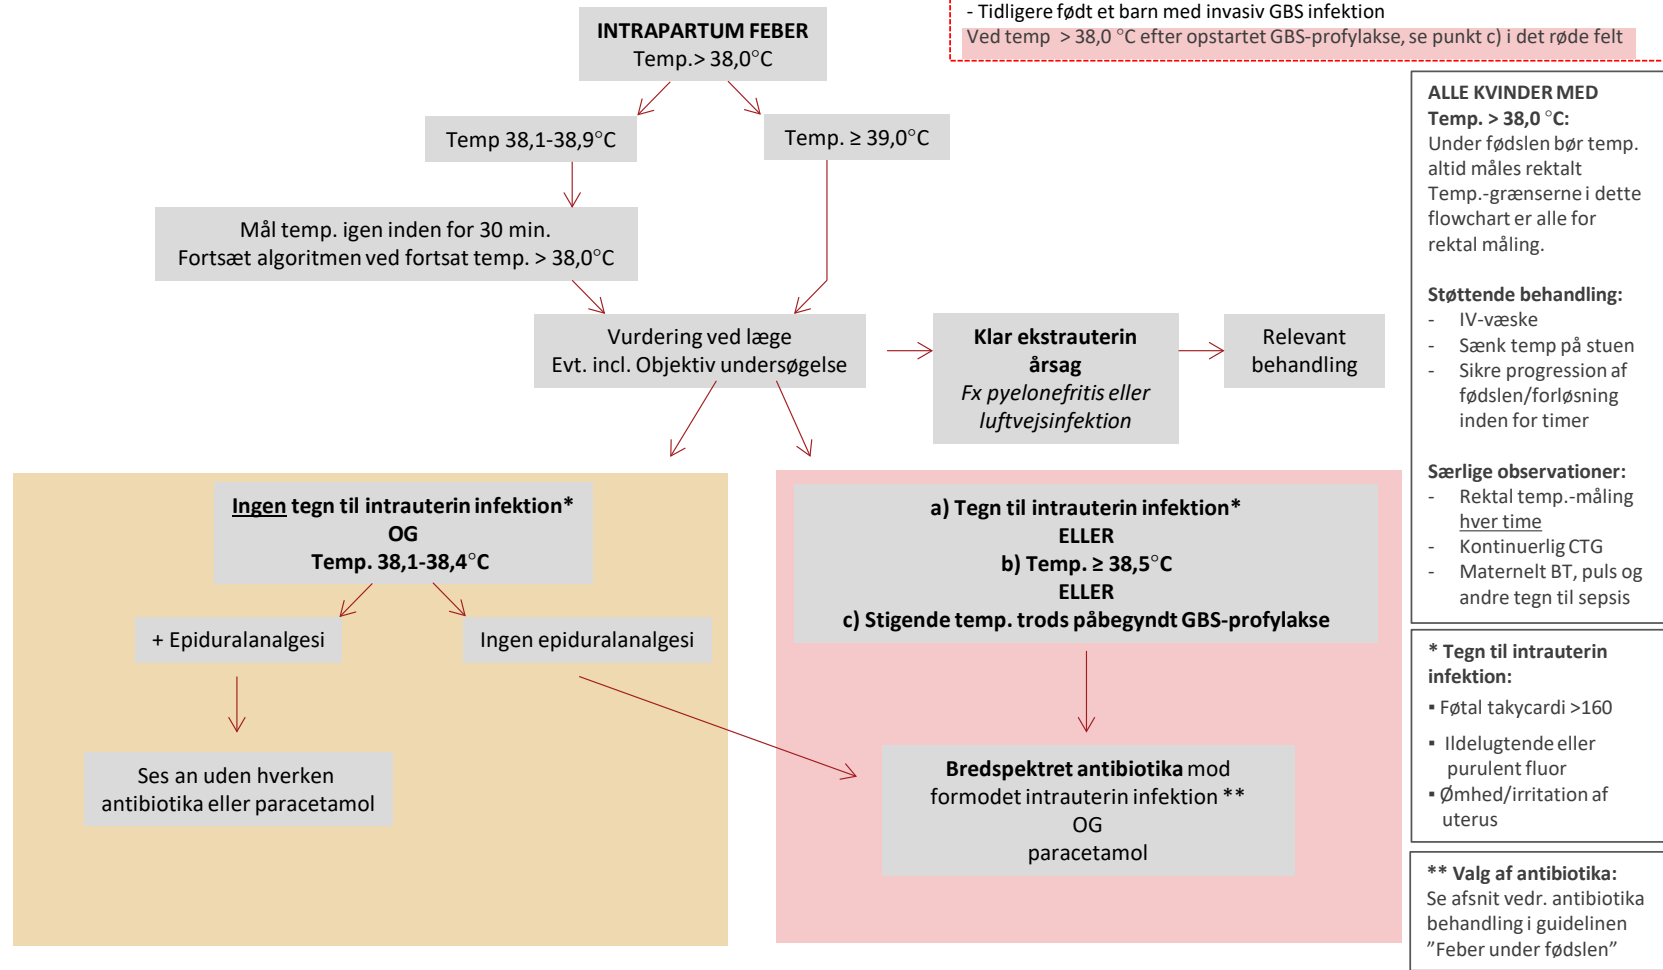 - Tidligere født et barn med invasiv GBS infektion
Ved temp > 38,0 °C efter opstartet GBS-profylakse, se punkt c) i det røde felt
INTRAPARTUM FEBER
Temp.> 38,0°C
Temp 38,1-38,9°C
Temp. ≥ 39,0°C
Mål temp. igen inden for 30 min.
Fortsæt algoritmen ved fortsat temp. > 38,0°C
Vurdering ved læge
Evt. incl. Objektiv undersøgelse
Klar ekstrauterin
årsag
Fx pyelonefritis eller
luftvejsinfektion
Relevant
behandling
Ingen tegn til intrauterin infektion*
OG
Temp. 38,1-38,4°C
+ Epiduralanalgesi
Ingen epiduralanalgesi
Ses an uden hverken
antibiotika eller paracetamol
a) Tegn til intrauterin infektion*
ELLER
b) Temp. ≥ 38,5°C
ELLER
c) Stigende temp. trods påbegyndt GBS-profylakse
Bredspektret antibiotika mod
formodet intrauterin infektion **
OG
paracetamol
ALLE KVINDER MED
Temp. > 38,0 °C:
Under fødslen bør temp.
altid måles rektalt
Temp.-grænserne i dette
flowchart er alle for
rektal måling.
Støttende behandling:
- IV-væske
- Sænk temp på stuen
- Sikre progression af
fødslen/forløsning
inden for timer
Særlige observationer:
- Rektal temp.-måling
hver time
- Kontinuerlig CTG
- Maternelt BT, puls og
andre tegn til sepsis
* Tegn til intrauterin
infektion:
▪ Føtal takycardi >160
▪ Ildelugtende eller
purulent fluor
▪ Ømhed/irritation af
uterus
** Valg af antibiotika:
Se afsnit vedr. antibiotika
behandling i guidelinen
”Feber under fødslen”